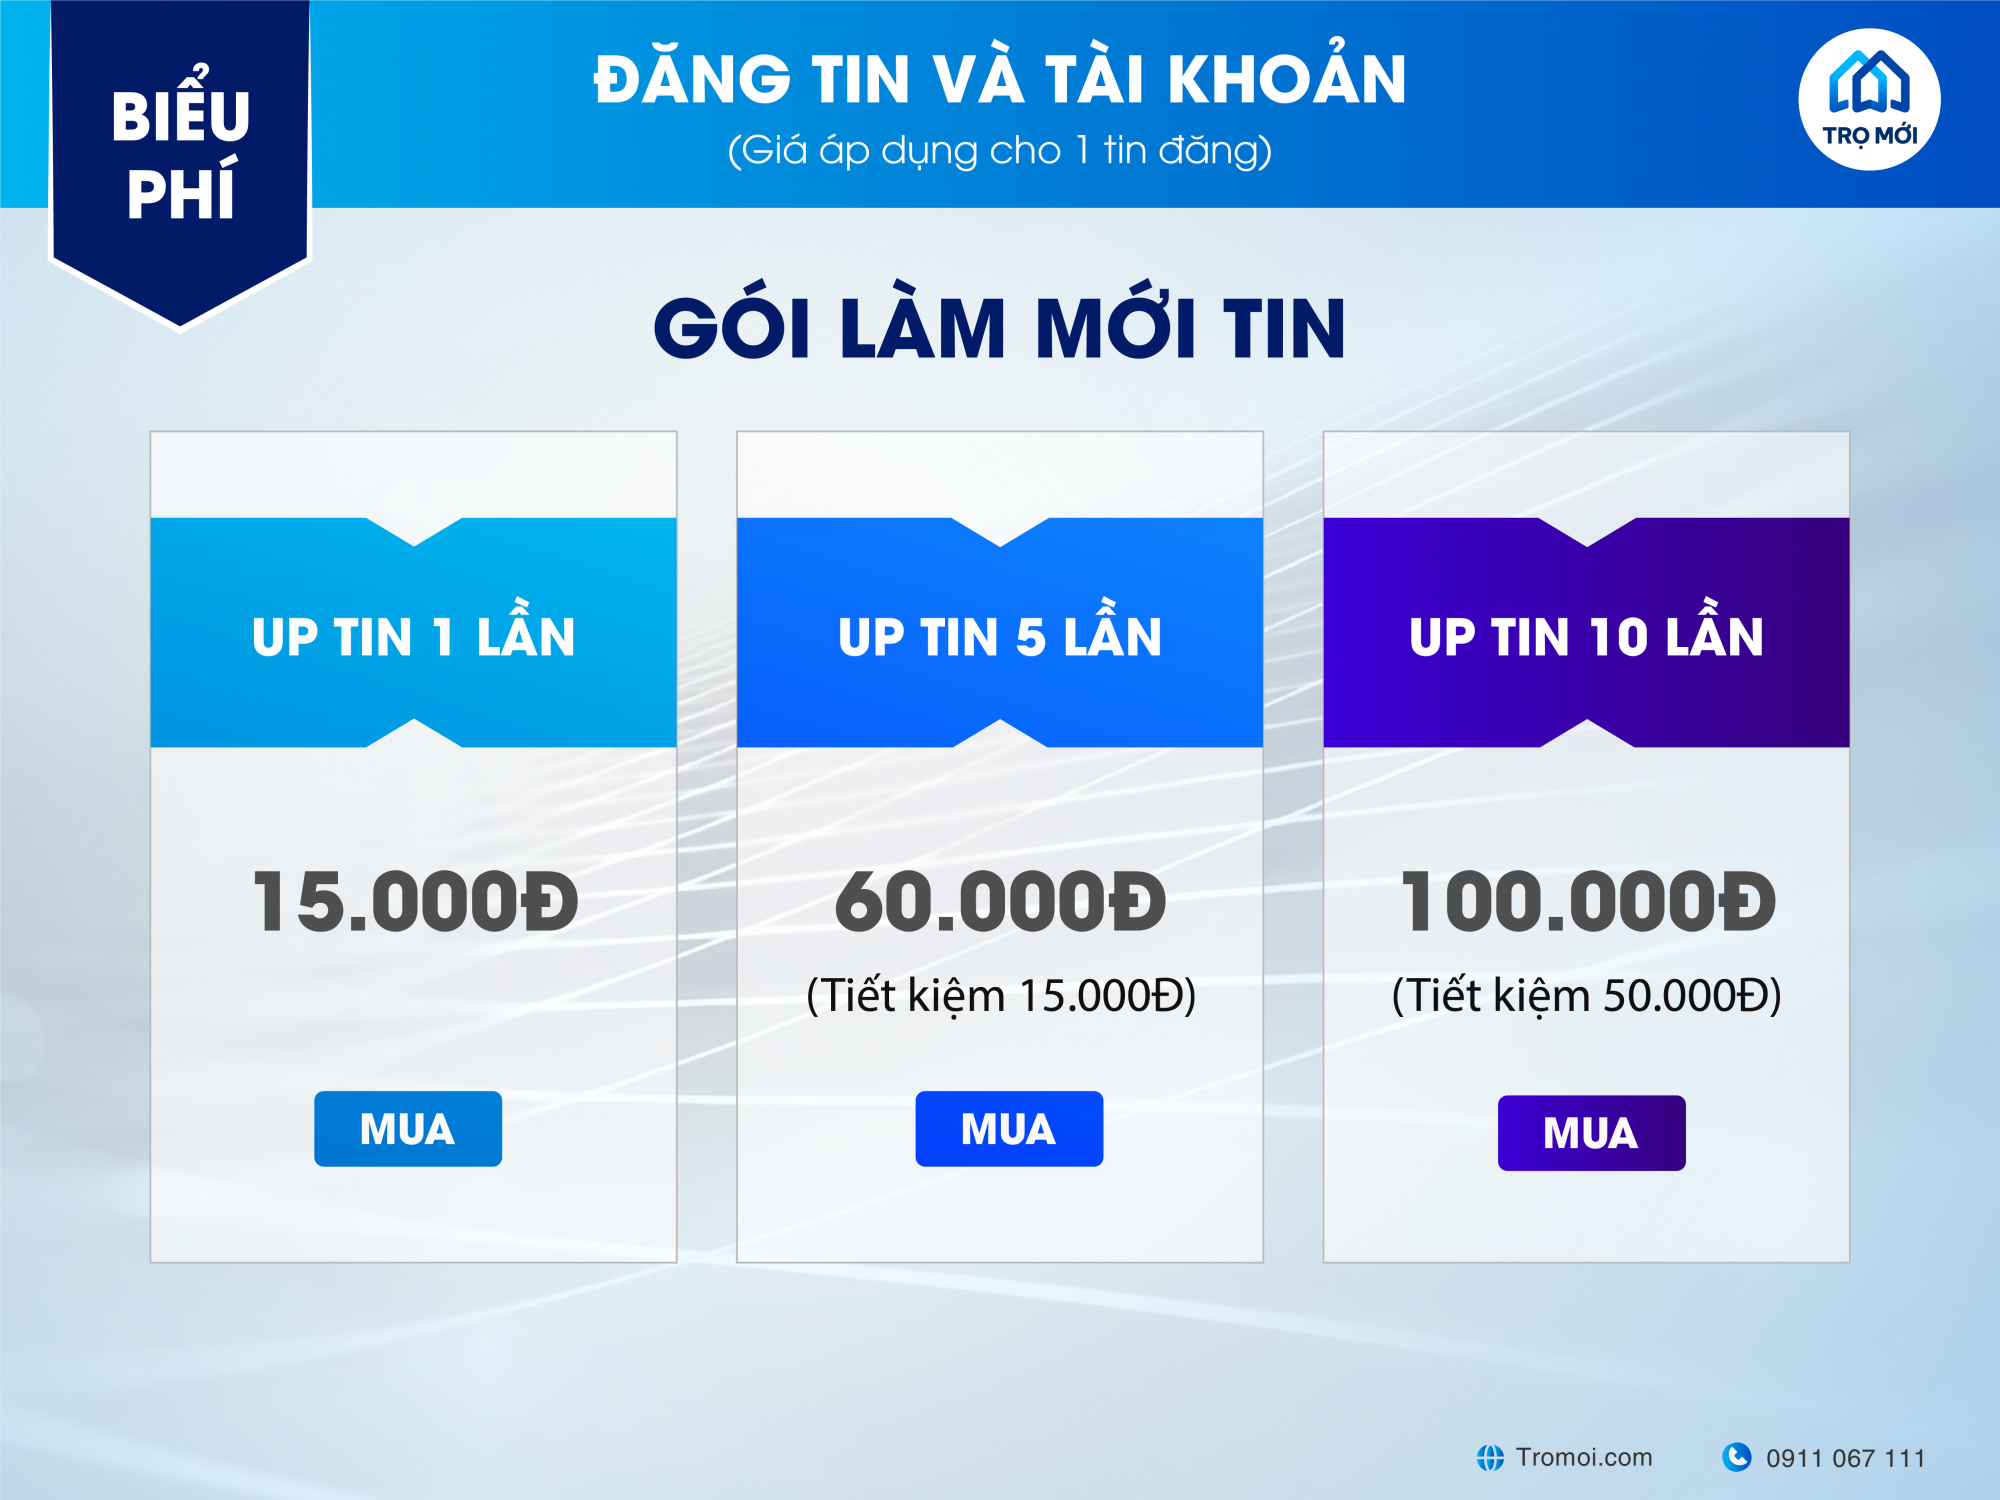 BIỂU
PHÍ
ĐĂNG TIN VÀ TÀI KHOẢN
(Giá áp dụng cho 1 tin đăng)
TRỌ MỚI
GÓI LÀM MỚI TIN
UP TIN 1 LẦN
15.000Đ
MUA
UP TIN 5 LẦN
60.000Đ
(Tiết kiệm 15.000Đ)
MUA
UP TIN 10 LẦN
100.000Đ
(Tiết kiệm 50.000Đ)
MUA
Tromoi.com
0911 067 111